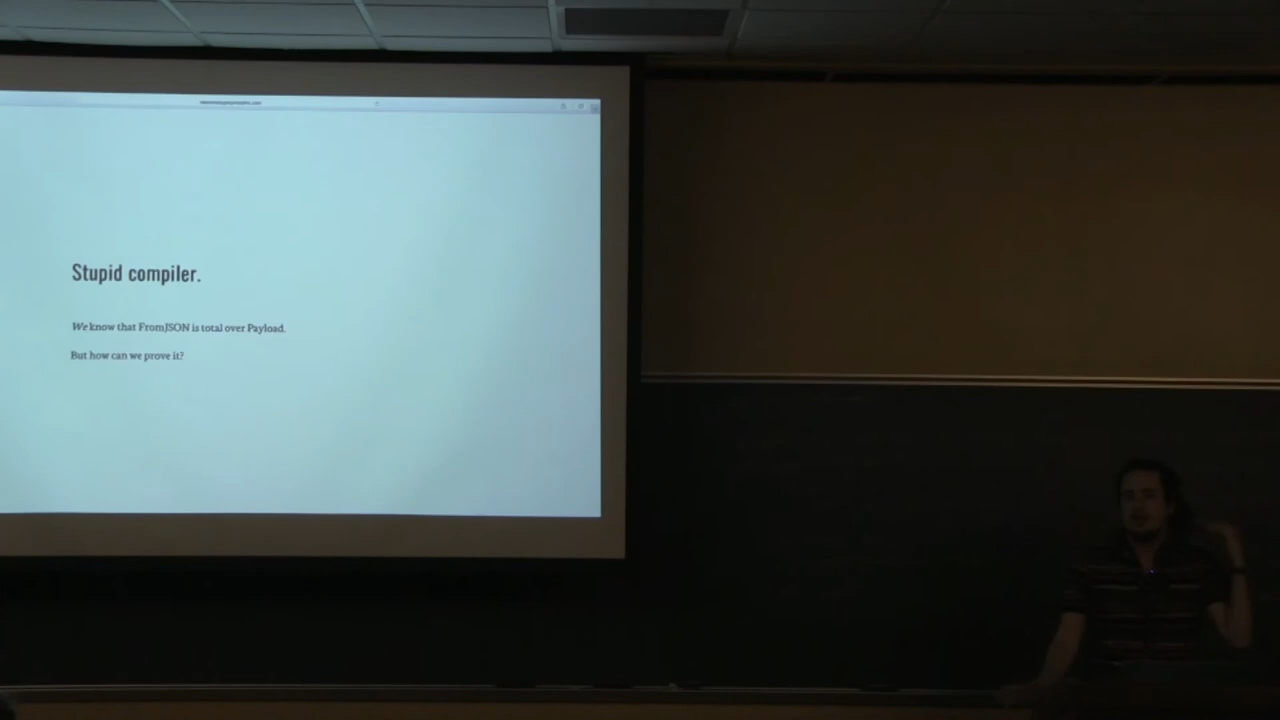 Stupid compiler.
We know that FromJSON is total over Payload.
But how can we prove it?